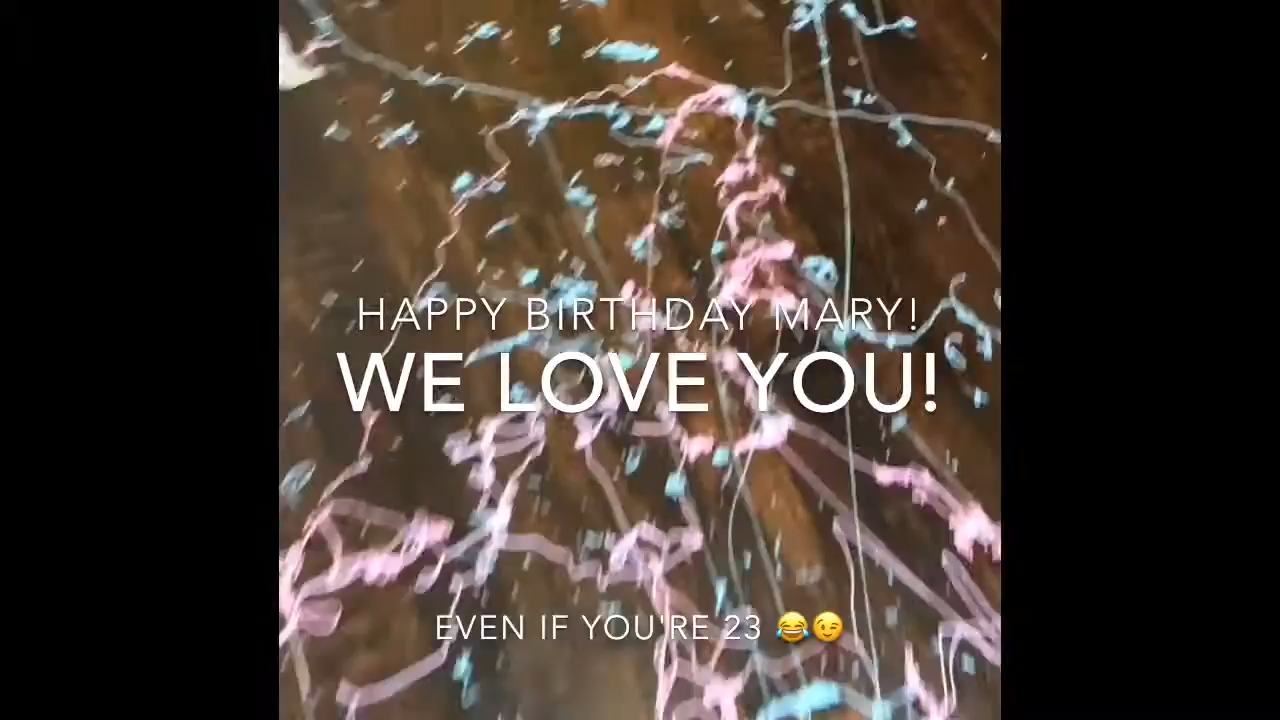 HAPPY BIRTHDAY MARY!
WE LOVE YOU!
EVEN IF YOU'RE 23 😂😉